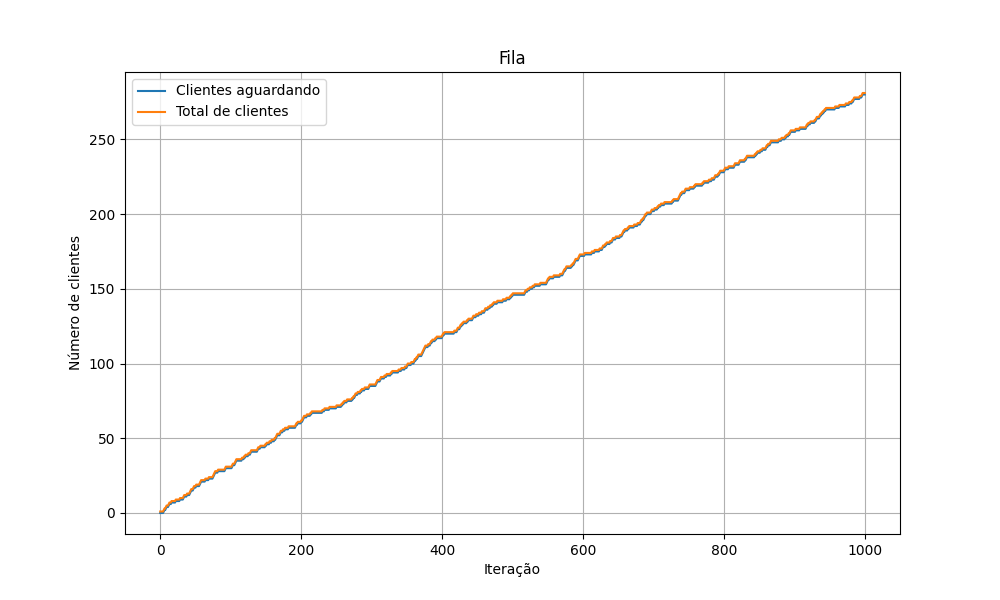 Fila
Clientes aguardando
Total de clientes
250
200
150
100
50
0
Número de clientes
0 200 400 600 800 1000
Iteração